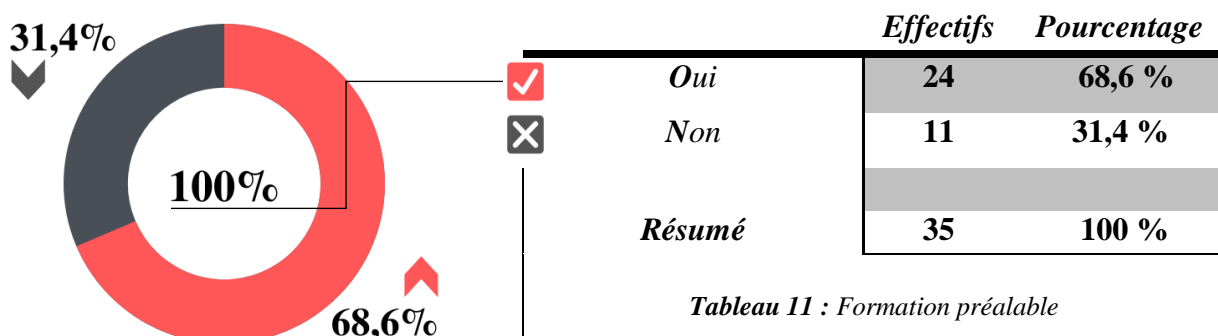 31,4%
100%
68,6%
Effectifs Pourcentage
Oui 24 68,6 %
Non 11 31,4 %
Résumé 35 100 %
Tableau 11 : Formation préalable